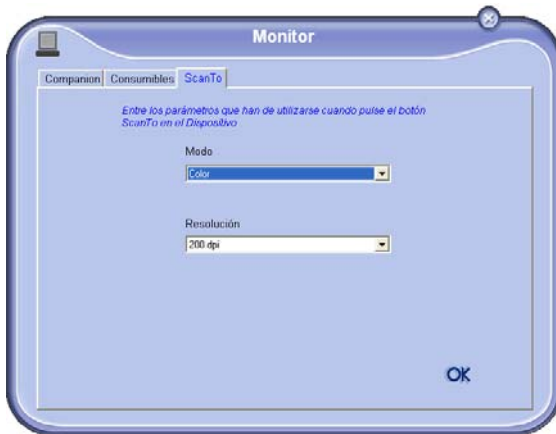 Monitor
Companion Consumibles ScanTo
Entre los parámetros que han de utilizarse cuando pulse el botón
ScanTo en el Dispositivo
Modo
Color
Resolución
200 dpi
OK